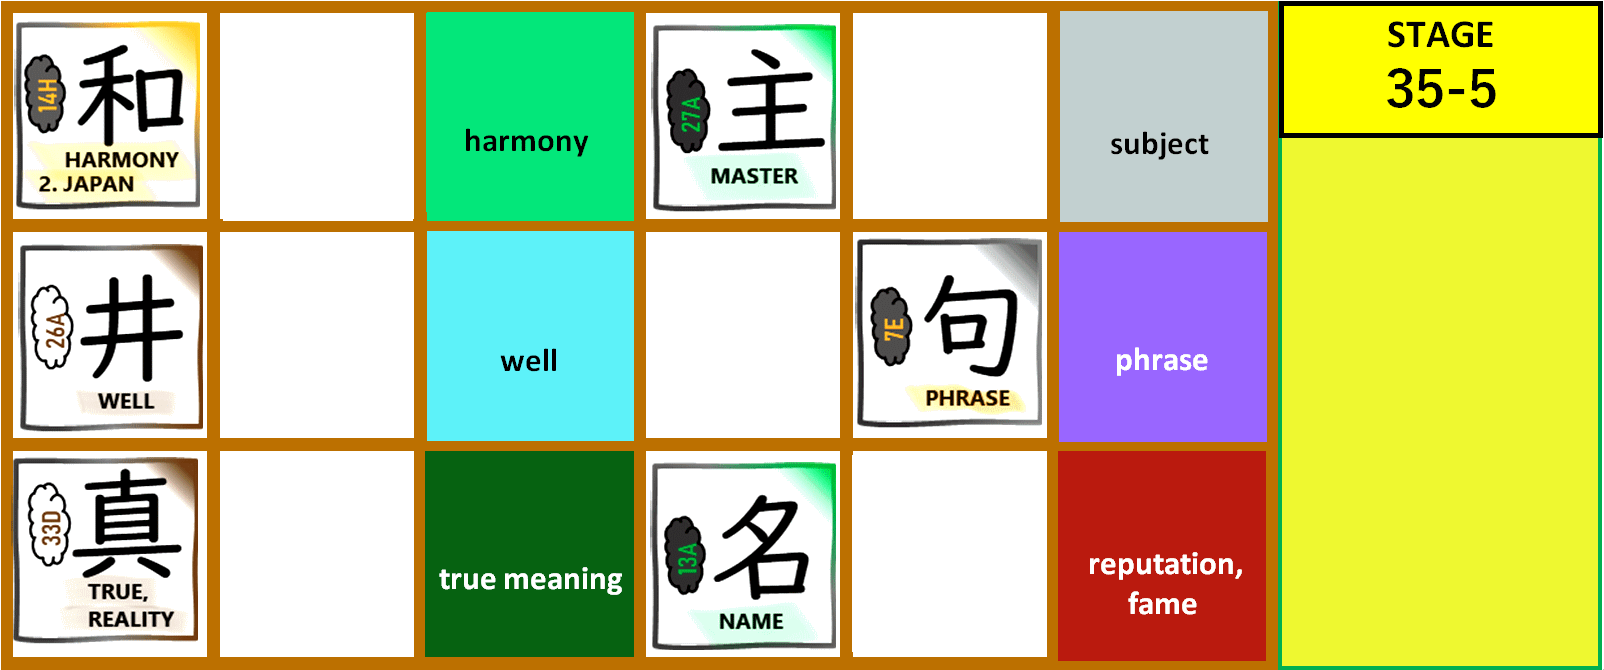 14H
和
HARMONY
2. JAPAN
harmony
27A
主
MASTER
subject
STAGE
35-5
26A
井
WELL
well
7E
句
PHRASE
phrase
33D
真
TRUE,
REALITY
true meaning
13A
名
NAME
reputation,
fame